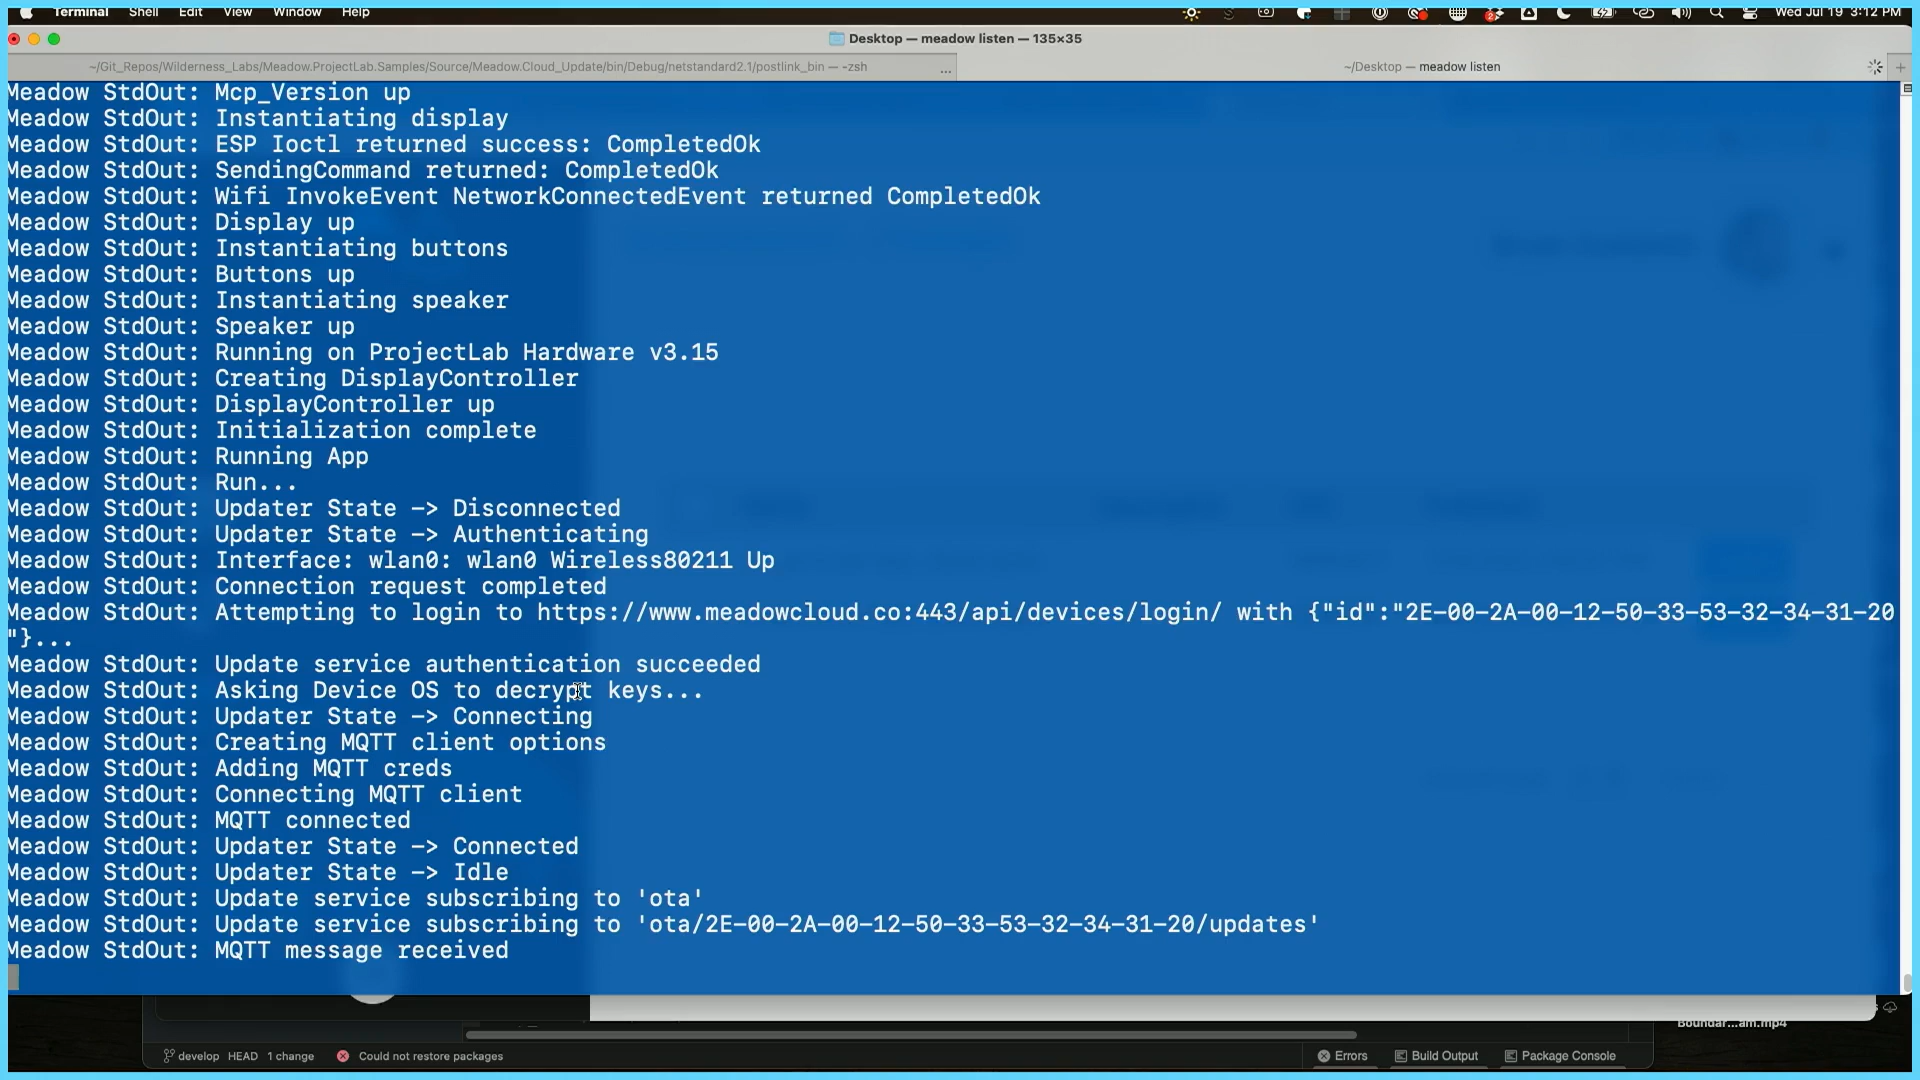 Terminal Shell Edit View Window Help
Wed Jul 19 3:12 PM
Desktop — meadow listen — 135×35
~/Git_Repos/Wilderness_Labs/Meadow.ProjectLab.Samples/Source/Meadow.Cloud_Update/bin/Debug/netstandard2.1/postlink_bin — -zsh ...
~/Desktop — meadow listen
Meadow StdOut: Mcp_Version up
Meadow StdOut: Instantiating display
Meadow StdOut: ESP Ioctl returned success: CompletedOk
Meadow StdOut: SendingCommand returned: CompletedOk
Meadow StdOut: Wifi InvokeEvent NetworkConnectedEvent returned CompletedOk
Meadow StdOut: Display up
Meadow StdOut: Instantiating buttons
Meadow StdOut: Buttons up
Meadow StdOut: Instantiating speaker
Meadow StdOut: Speaker up
Meadow StdOut: Running on ProjectLab Hardware v3.15
Meadow StdOut: Creating DisplayController
Meadow StdOut: DisplayController up
Meadow StdOut: Initialization complete
Meadow StdOut: Running App
Meadow StdOut: Run...
Meadow StdOut: Updater State -> Disconnected
Meadow StdOut: Updater State -> Authenticating
Meadow StdOut: Interface: wlan0: wlan0 Wireless80211 Up
Meadow StdOut: Connection request completed
Meadow StdOut: Attempting to login to https://www.meadowcloud.co:443/api/devices/login/ with {"id":"2E-00-2A-00-12-50-33-53-32-34-31-20
"}...
Meadow StdOut: Update service authentication succeeded
Meadow StdOut: Asking Device OS to decrypt keys...
Meadow StdOut: Updater State -> Connecting
Meadow StdOut: Creating MQTT client options
Meadow StdOut: Adding MQTT creds
Meadow StdOut: Connecting MQTT client
Meadow StdOut: MQTT connected
Meadow StdOut: Updater State -> Connected
Meadow StdOut: Updater State -> Idle
Meadow StdOut: Update service subscribing to 'ota'
Meadow StdOut: Update service subscribing to 'ota/2E-00-2A-00-12-50-33-53-32-34-31-20/updates'
Meadow StdOut: MQTT message received
Boundar...am.mp4
develop HEAD 1 change Could not restore packages
Errors Build Output Package Console